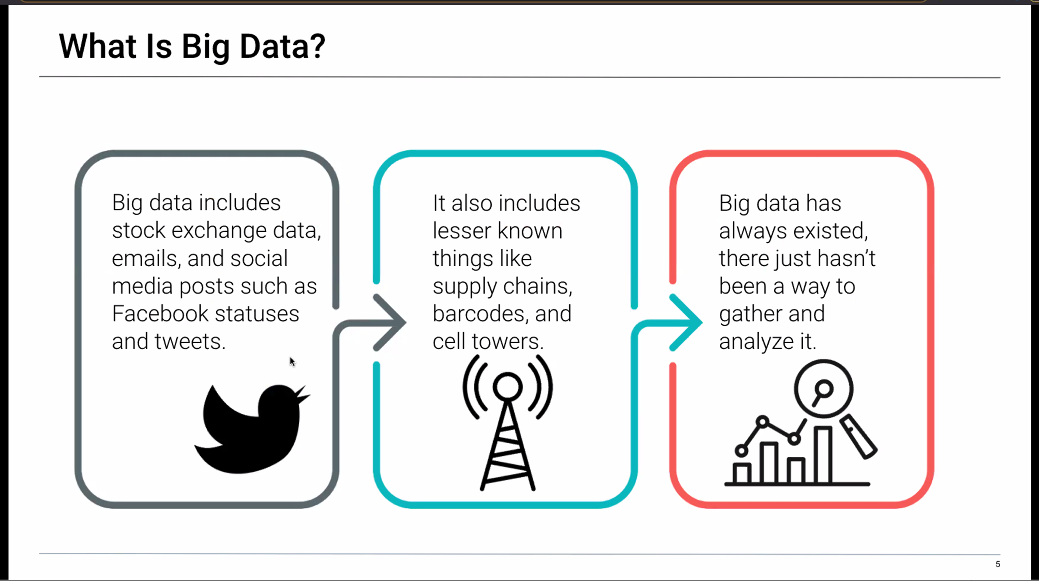 What Is Big Data?
Big data includes
stock exchange data,
emails, and social
media posts such as
Facebook statuses
and tweets.
It also includes
lesser known
things like
supply chains,
barcodes, and
cell towers.
Big data has
always existed,
there just hasn’t
been a way to
gather and
analyze it.
5